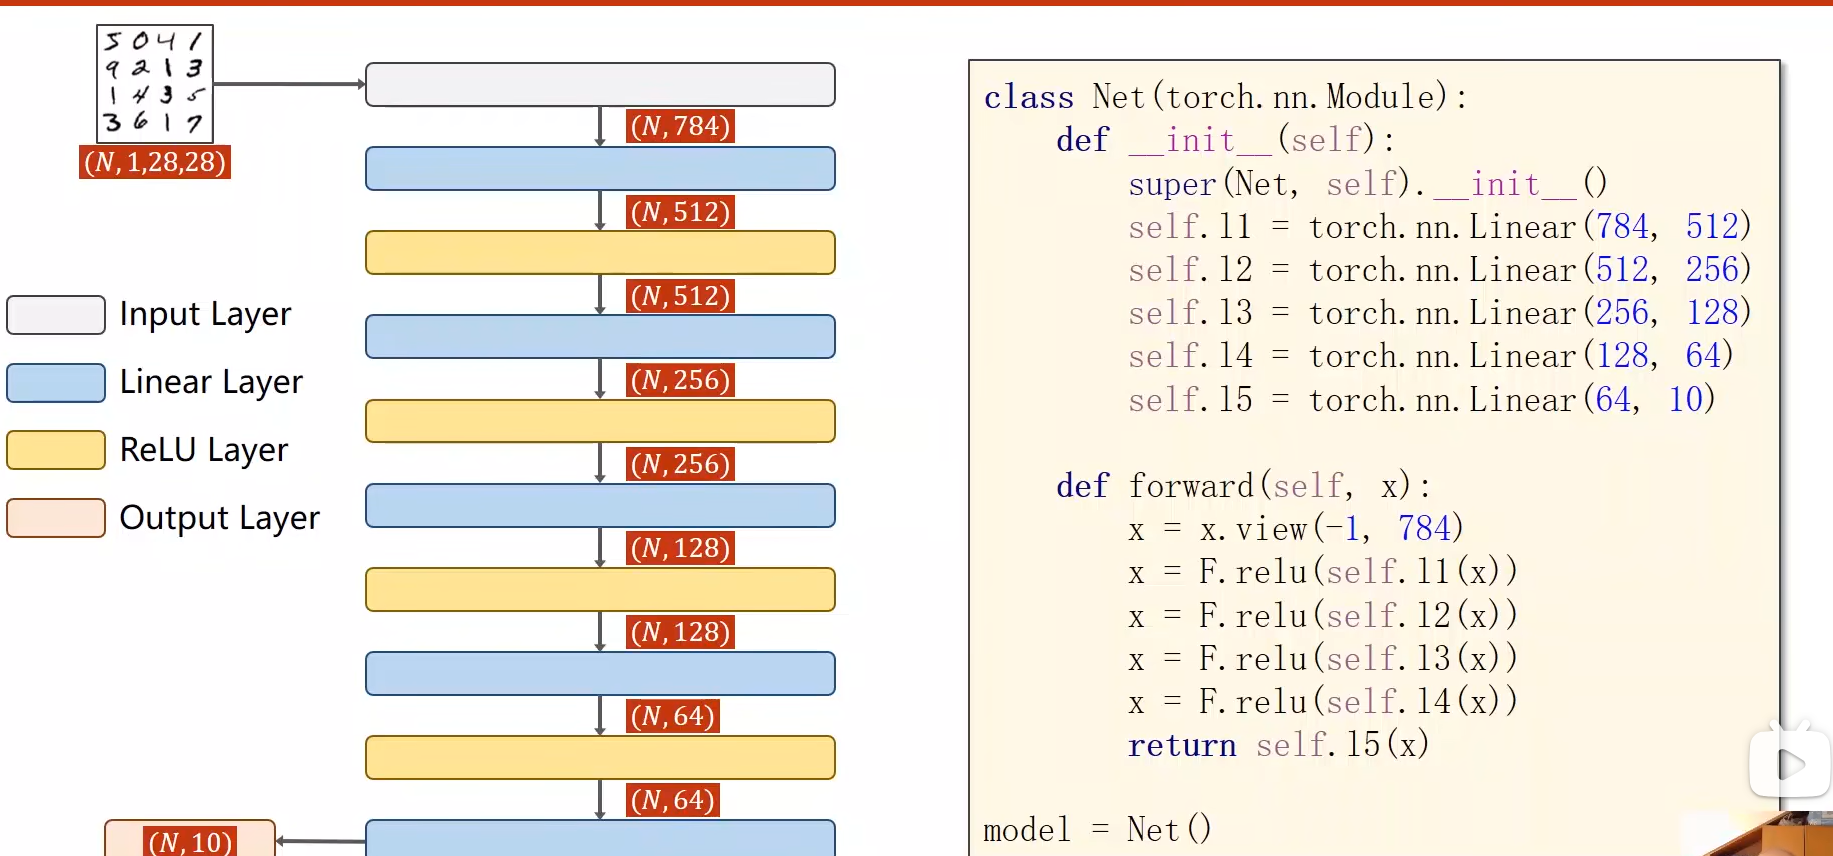 5 0 4 1
9 2 1 3
1 4 3 5
3 6 1 7
(N, 1,28,28)
(N, 784)
(N, 512)
(N, 512)
(N, 256)
(N, 256)
(N, 128)
(N, 128)
(N, 64)
(N, 64)
(N, 10)
Input Layer
Linear Layer
ReLU Layer
Output Layer
class Net(torch.nn.Module):
    def __init__(self):
        super(Net, self).__init__()
        self.l1 = torch.nn.Linear(784, 512)
        self.l2 = torch.nn.Linear(512, 256)
        self.l3 = torch.nn.Linear(256, 128)
        self.l4 = torch.nn.Linear(128, 64)
        self.l5 = torch.nn.Linear(64, 10)
    def forward(self, x):
        x = x.view(-1, 784)
        x = F.relu(self.l1(x))
        x = F.relu(self.l2(x))
        x = F.relu(self.l3(x))
        x = F.relu(self.l4(x))
        return self.l5(x)
model = Net()